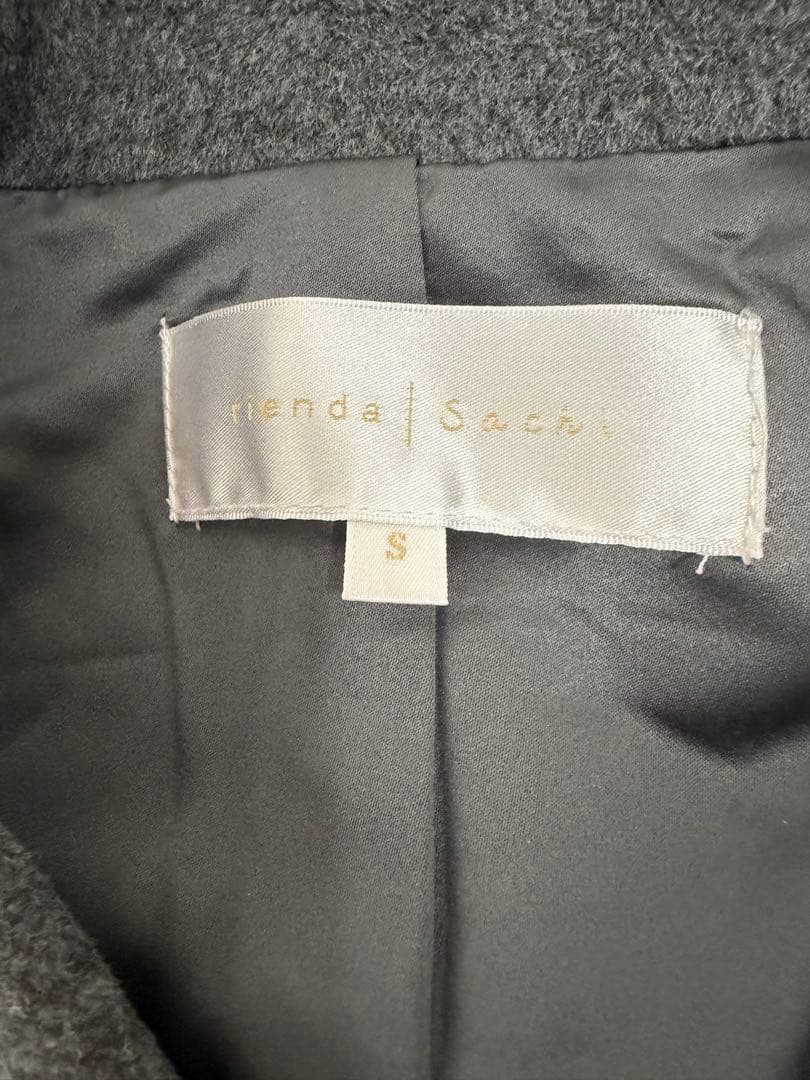 rienda | Sachi
S